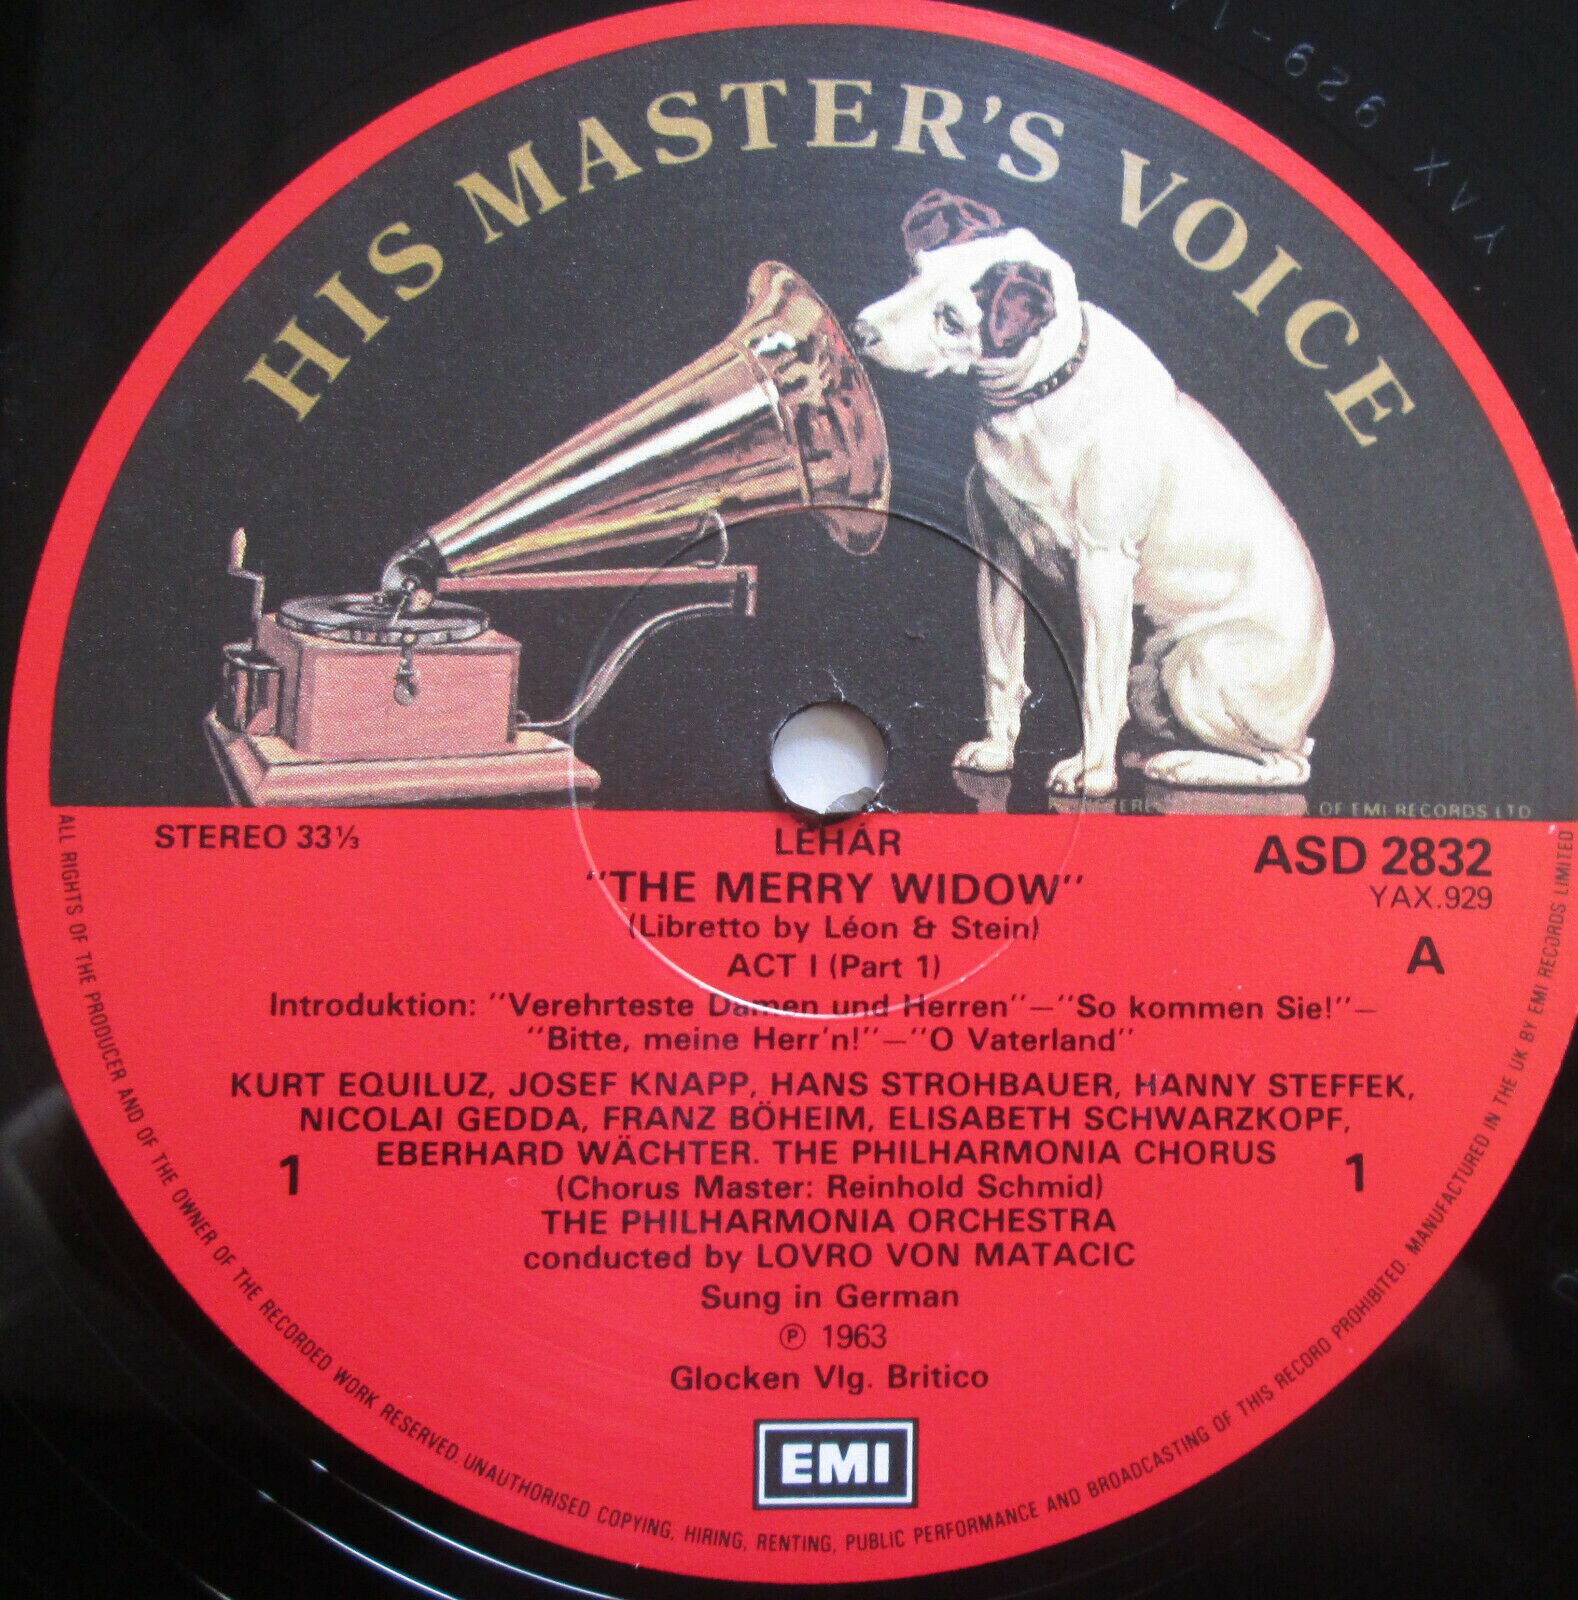 YAX 929-1
HIS MASTER'S VOICE
OF EMI RECORDS LTD
STEREO 33⅓
LEHÁR
ASD 2832
"THE MERRY WIDOW"
YAX.929
(Libretto by Léon & Stein)
A
ACT I (Part 1)
Introduktion: "Verehrteste Damen und Herren"—"So kommen Sie!"—
"Bitte, meine Herr'n!"—"O Vaterland"
KURT EQUILUZ, JOSEF KNAPP, HANS STROHBAUER, HANNY STEFFEK,
NICOLAI GEDDA, FRANZ BÖHEIM, ELISABETH SCHWARZKOPF,
EBERHARD WÄCHTER. THE PHILHARMONIA CHORUS
1
1
(Chorus Master: Reinhold Schmid)
THE PHILHARMONIA ORCHESTRA
conducted by LOVRO VON MATACIC
Sung in German
℗ 1963
Glocken Vlg. Britico
EMI
ALL RIGHTS OF THE PRODUCER AND OF THE OWNER OF THE RECORDED WORK RESERVED. UNAUTHORISED COPYING, HIRING, RENTING, PUBLIC PERFORMANCE AND BROADCASTING OF THIS RECORD PROHIBITED. MANUFACTURED IN THE UK BY EMI RECORDS LIMITED